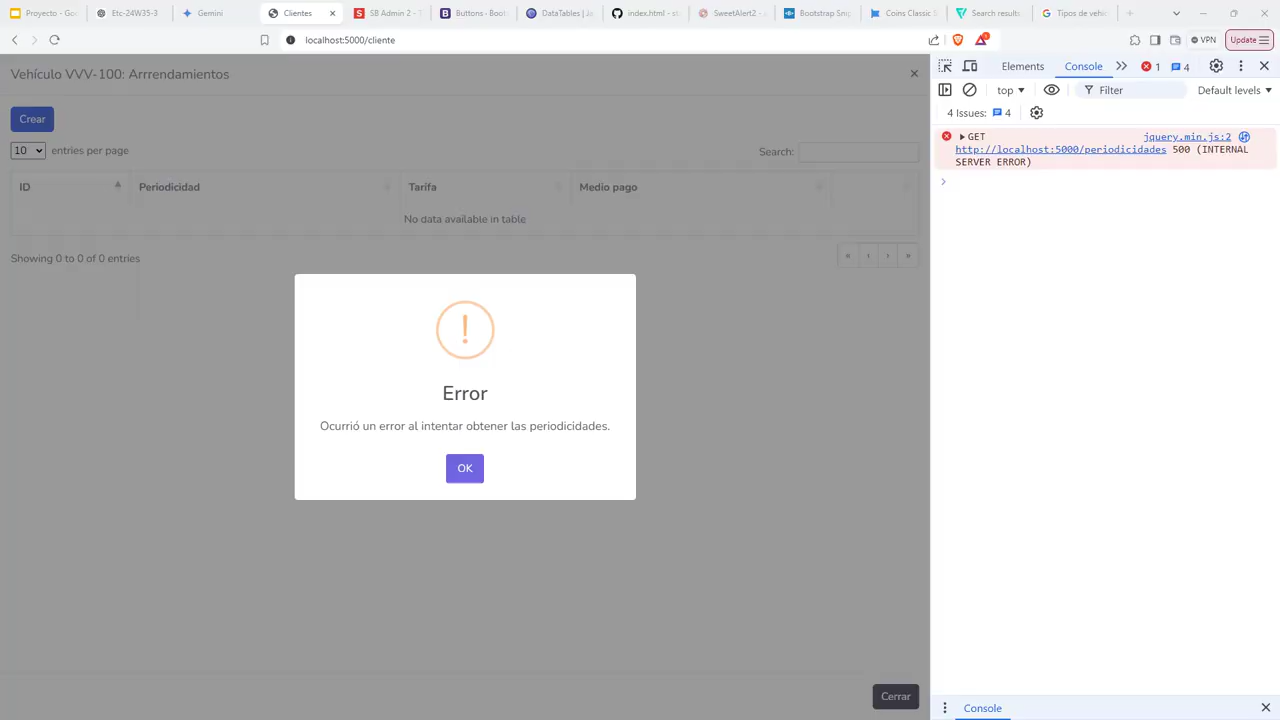 Proyecto - Goo
Etc-24W35-3
Gemini
Clientes
SB Admin 2 - T
Buttons - Boots
DataTables | Ja
index.html - sta
SweetAlert2 - a
Bootstrap Snip
Coins Classic S
Search results
Tipos de vehíc
localhost:5000/cliente
1
VPN
Update
Vehículo VVV-100: Arrrendamientos
Crear
10 entries per page
Search:
ID Periodicidad Tarifa Medio pago
No data available in table
Showing 0 to 0 of 0 entries
« ‹ › »
!
Error
Ocurrió un error al intentar obtener las periodicidades.
OK
Cerrar
Elements Console 1 4
top Filter Default levels
4 Issues: 4
GET jquery.min.js:2
http://localhost:5000/periodicidades 500 (INTERNAL
SERVER ERROR)
Console